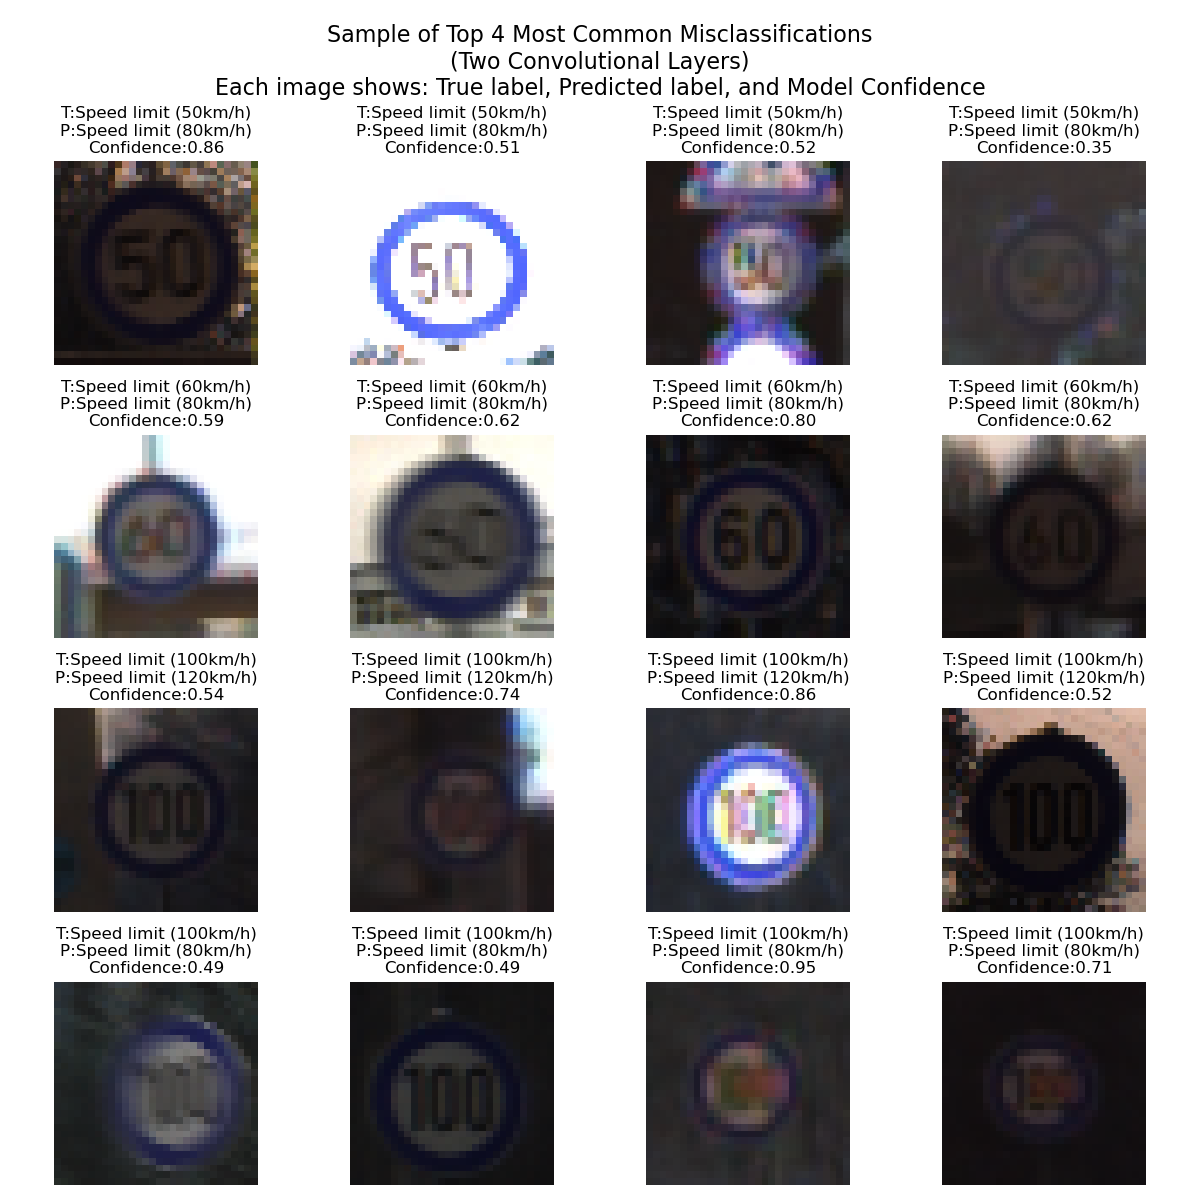 Sample of Top 4 Most Common Misclassifications
(Two Convolutional Layers)
Each image shows: True label, Predicted label, and Model Confidence
T:Speed limit (50km/h)
P:Speed limit (80km/h)
Confidence:0.86
50
T:Speed limit (50km/h)
P:Speed limit (80km/h)
Confidence:0.51
50
T:Speed limit (50km/h)
P:Speed limit (80km/h)
Confidence:0.52
T:Speed limit (50km/h)
P:Speed limit (80km/h)
Confidence:0.35
T:Speed limit (60km/h)
P:Speed limit (80km/h)
Confidence:0.59
60
T:Speed limit (60km/h)
P:Speed limit (80km/h)
Confidence:0.62
T:Speed limit (60km/h)
P:Speed limit (80km/h)
Confidence:0.80
60
T:Speed limit (60km/h)
P:Speed limit (80km/h)
Confidence:0.62
60
T:Speed limit (100km/h)
P:Speed limit (120km/h)
Confidence:0.54
100
T:Speed limit (100km/h)
P:Speed limit (120km/h)
Confidence:0.74
T:Speed limit (100km/h)
P:Speed limit (120km/h)
Confidence:0.86
100
T:Speed limit (100km/h)
P:Speed limit (120km/h)
Confidence:0.52
100
T:Speed limit (100km/h)
P:Speed limit (80km/h)
Confidence:0.49
100
T:Speed limit (100km/h)
P:Speed limit (80km/h)
Confidence:0.49
100
T:Speed limit (100km/h)
P:Speed limit (80km/h)
Confidence:0.95
T:Speed limit (100km/h)
P:Speed limit (80km/h)
Confidence:0.71